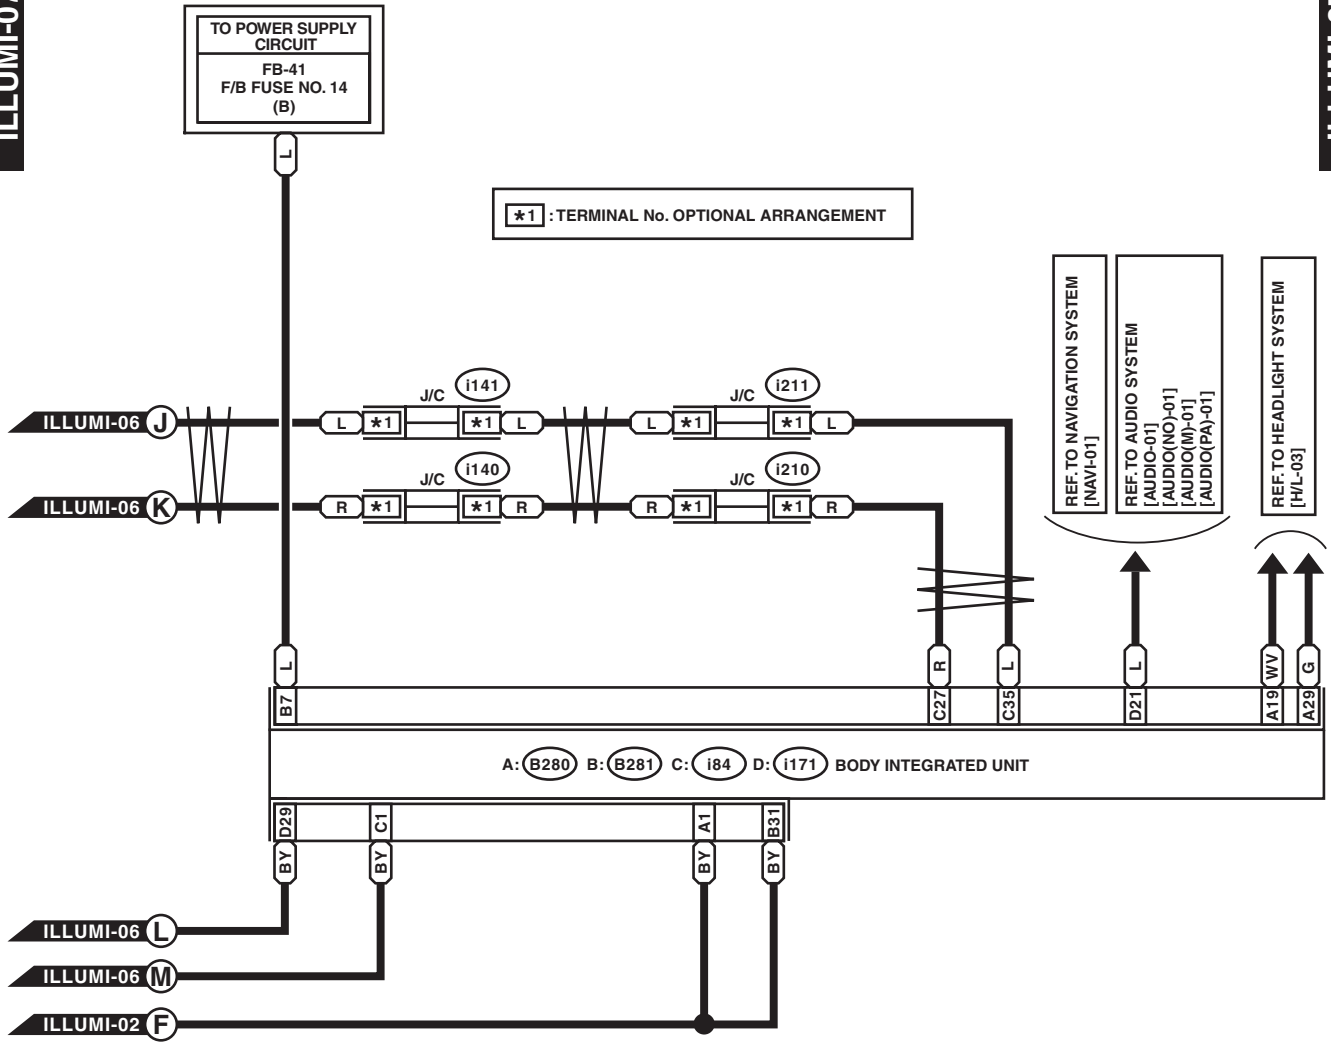 ILLUMI-07
TO POWER SUPPLY
CIRCUIT
FB-41
F/B FUSE NO. 14
(B)
L
*1 : TERMINAL No. OPTIONAL ARRANGEMENT
REF. TO NAVIGATION SYSTEM
[NAVI-01]
REF. TO AUDIO SYSTEM
[AUDIO-01]
[AUDIO(NO)-01]
[AUDIO(M)-01]
[AUDIO(PA)-01]
REF. TO HEADLIGHT SYSTEM
[H/L-03]
J/C i141 J/C i211
ILLUMI-06 J L *1 *1 L L *1 *1 L
J/C i140 J/C i210
ILLUMI-06 K R *1 *1 R R *1 *1 R
L R L L WV G
B7 C27 C35 D21 A19 A29
A: B280 B: B281 C: i84 D: i171 BODY INTEGRATED UNIT
D29 C1 A1 B31
BY BY BY BY
ILLUMI-06 L
ILLUMI-06 M
ILLUMI-02 F